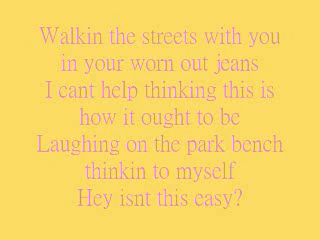 Walkin the streets with you
in your worn out jeans
I cant help thinking this is
how it ought to be
Laughing on the park bench
thinkin to myself
Hey isnt this easy?